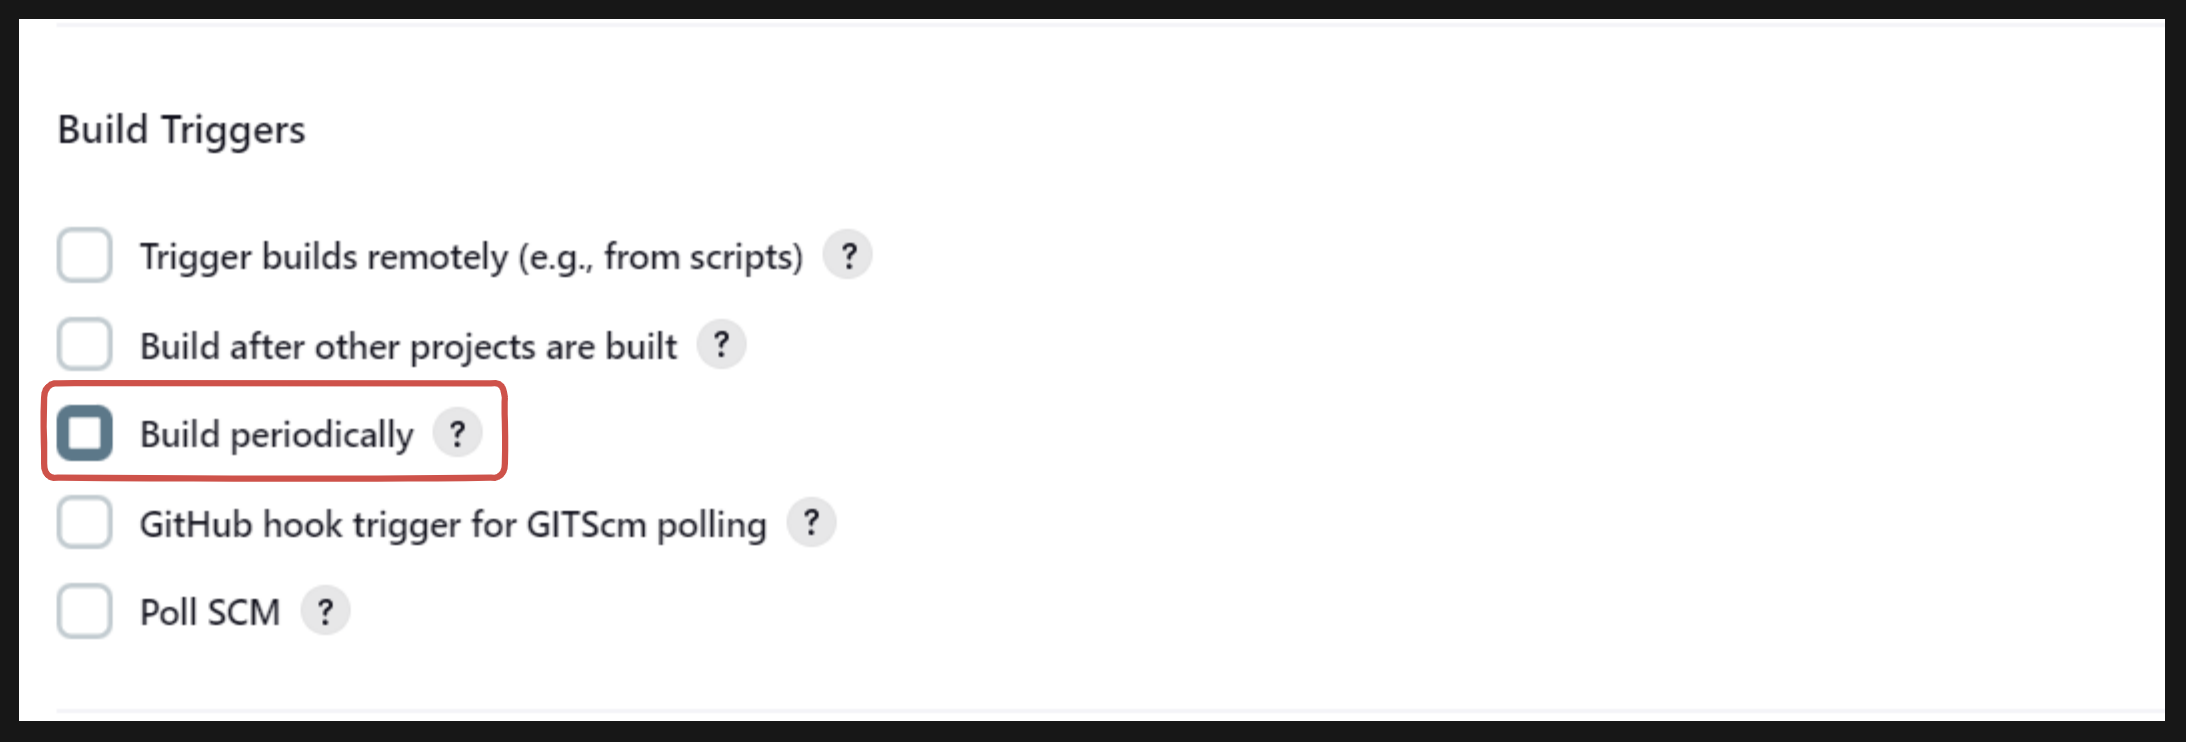 Build Triggers
Trigger builds remotely (e.g., from scripts) ?
Build after other projects are built ?
Build periodically ?
GitHub hook trigger for GITScm polling ?
Poll SCM ?